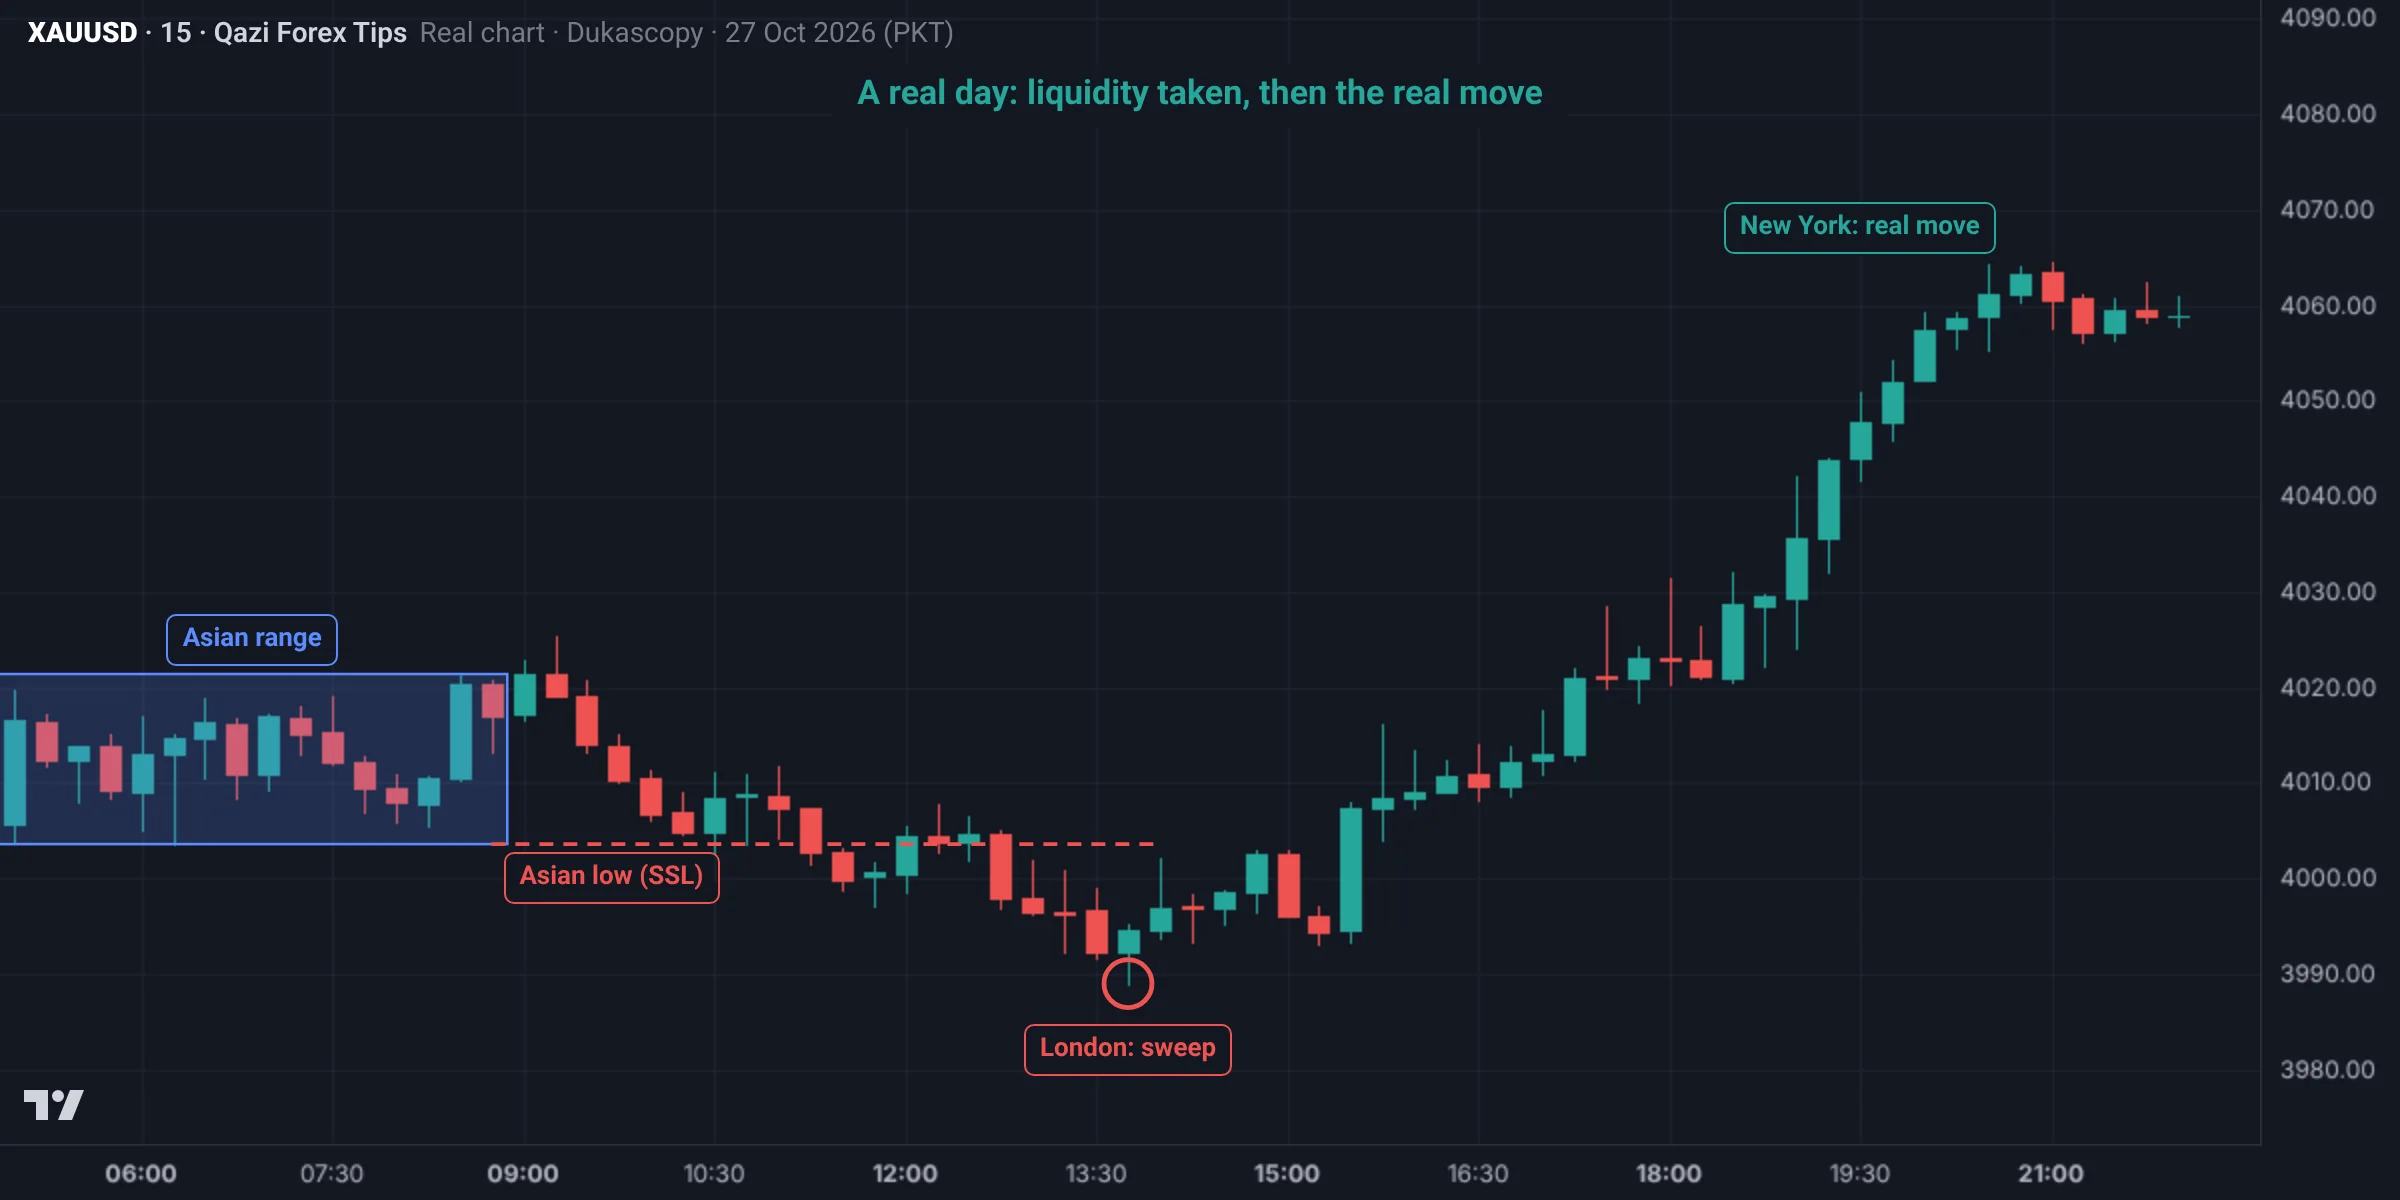 XAUUSD · 15 · Qazi Forex Tips Real chart · Dukascopy · 27 Oct 2026 (PKT)
A real day: liquidity taken, then the real move
4090.00
4080.00
4070.00
4060.00
4050.00
4040.00
4030.00
4020.00
4010.00
4000.00
3990.00
3980.00
New York: real move
Asian range
Asian low (SSL)
London: sweep
06:00 07:30 09:00 10:30 12:00 13:30 15:00 16:30 18:00 19:30 21:00